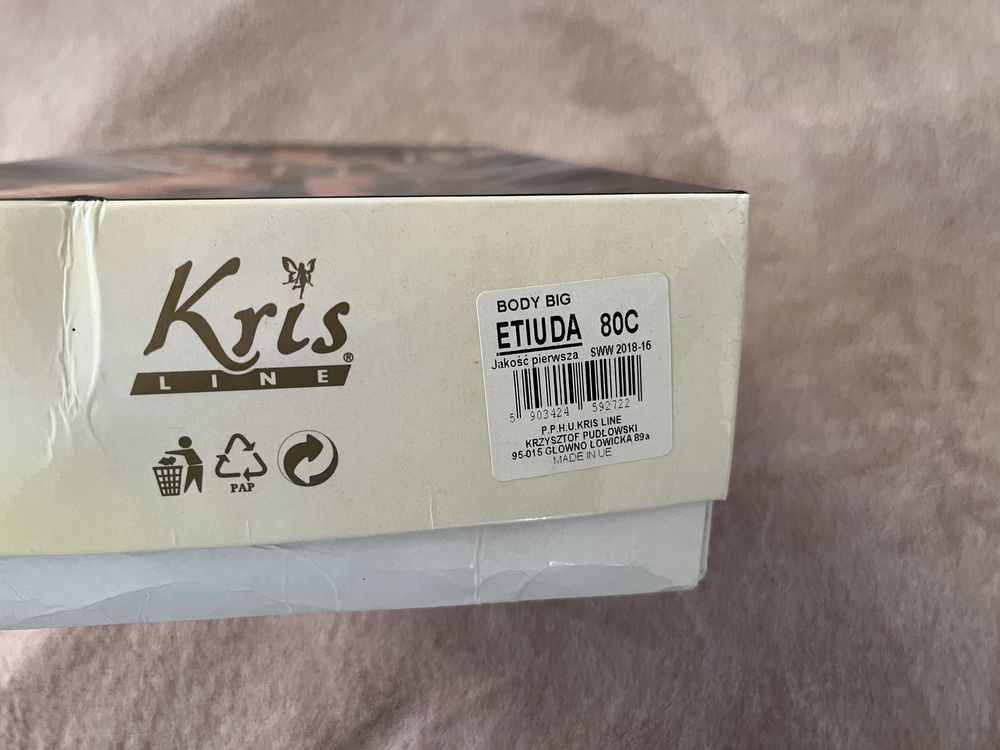 Kris
®
LINE
PAP
BODY BIG
ETIUDA 80C
Jakość pierwsza SWW 2018-16
5 903424 592722
P.P.H.U.KRIS LINE
KRZYSZTOF PUDŁOWSKI
95-015 GŁOWNO ŁOWICKA 89a
MADE IN UE